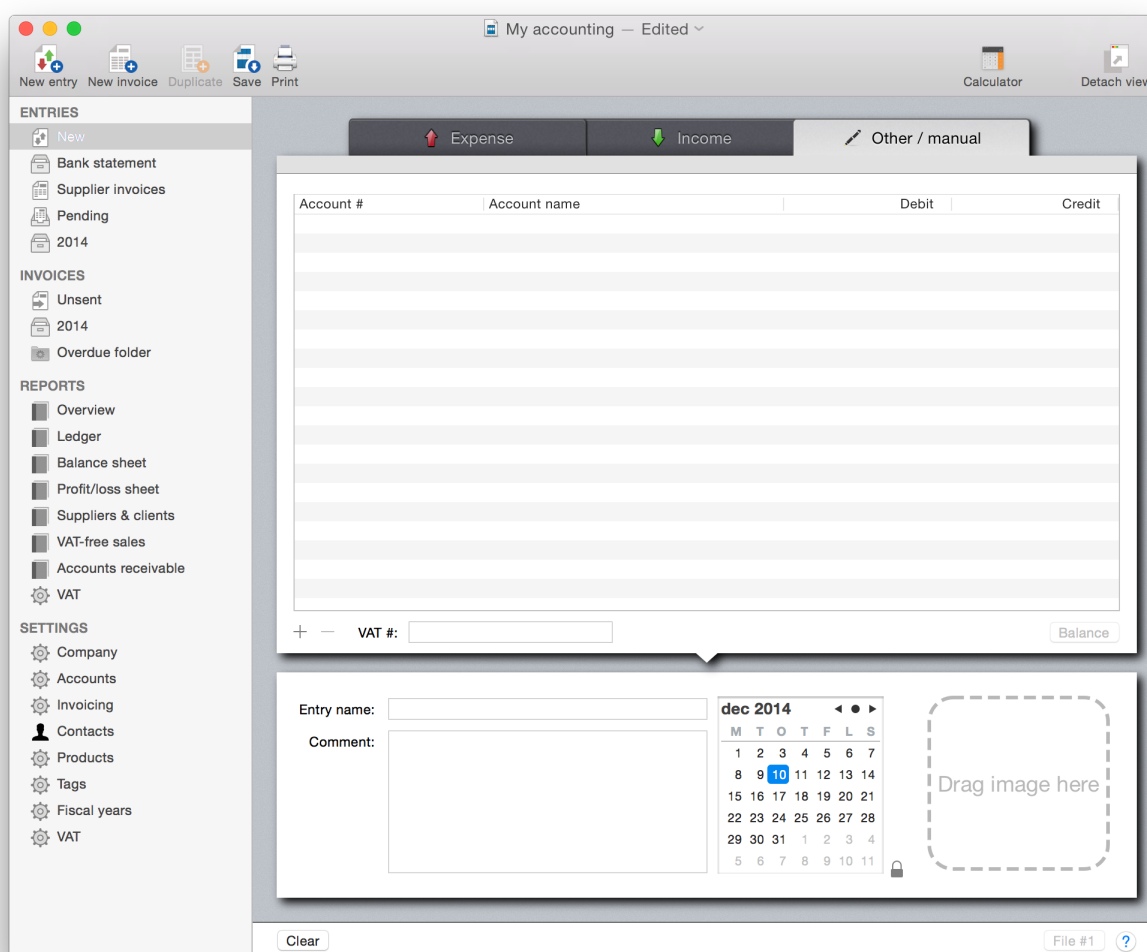 My accounting — Edited
New entry New invoice Duplicate Save Print Calculator Detach view
ENTRIES
New
Bank statement
Supplier invoices
Pending
2014
INVOICES
Unsent
2014
Overdue folder
REPORTS
Overview
Ledger
Balance sheet
Profit/loss sheet
Suppliers & clients
VAT-free sales
Accounts receivable
VAT
SETTINGS
Company
Accounts
Invoicing
Contacts
Products
Tags
Fiscal years
VAT
Expense Income Other / manual
Account # Account name Debit Credit
+ — VAT #: Balance
Entry name:
Comment:
dec 2014
M T O T F L S
1 2 3 4 5 6 7
8 9 10 11 12 13 14
15 16 17 18 19 20 21
22 23 24 25 26 27 28
29 30 31 1 2 3 4
5 6 7 8 9 10 11
Drag image here
Clear File #1 ?